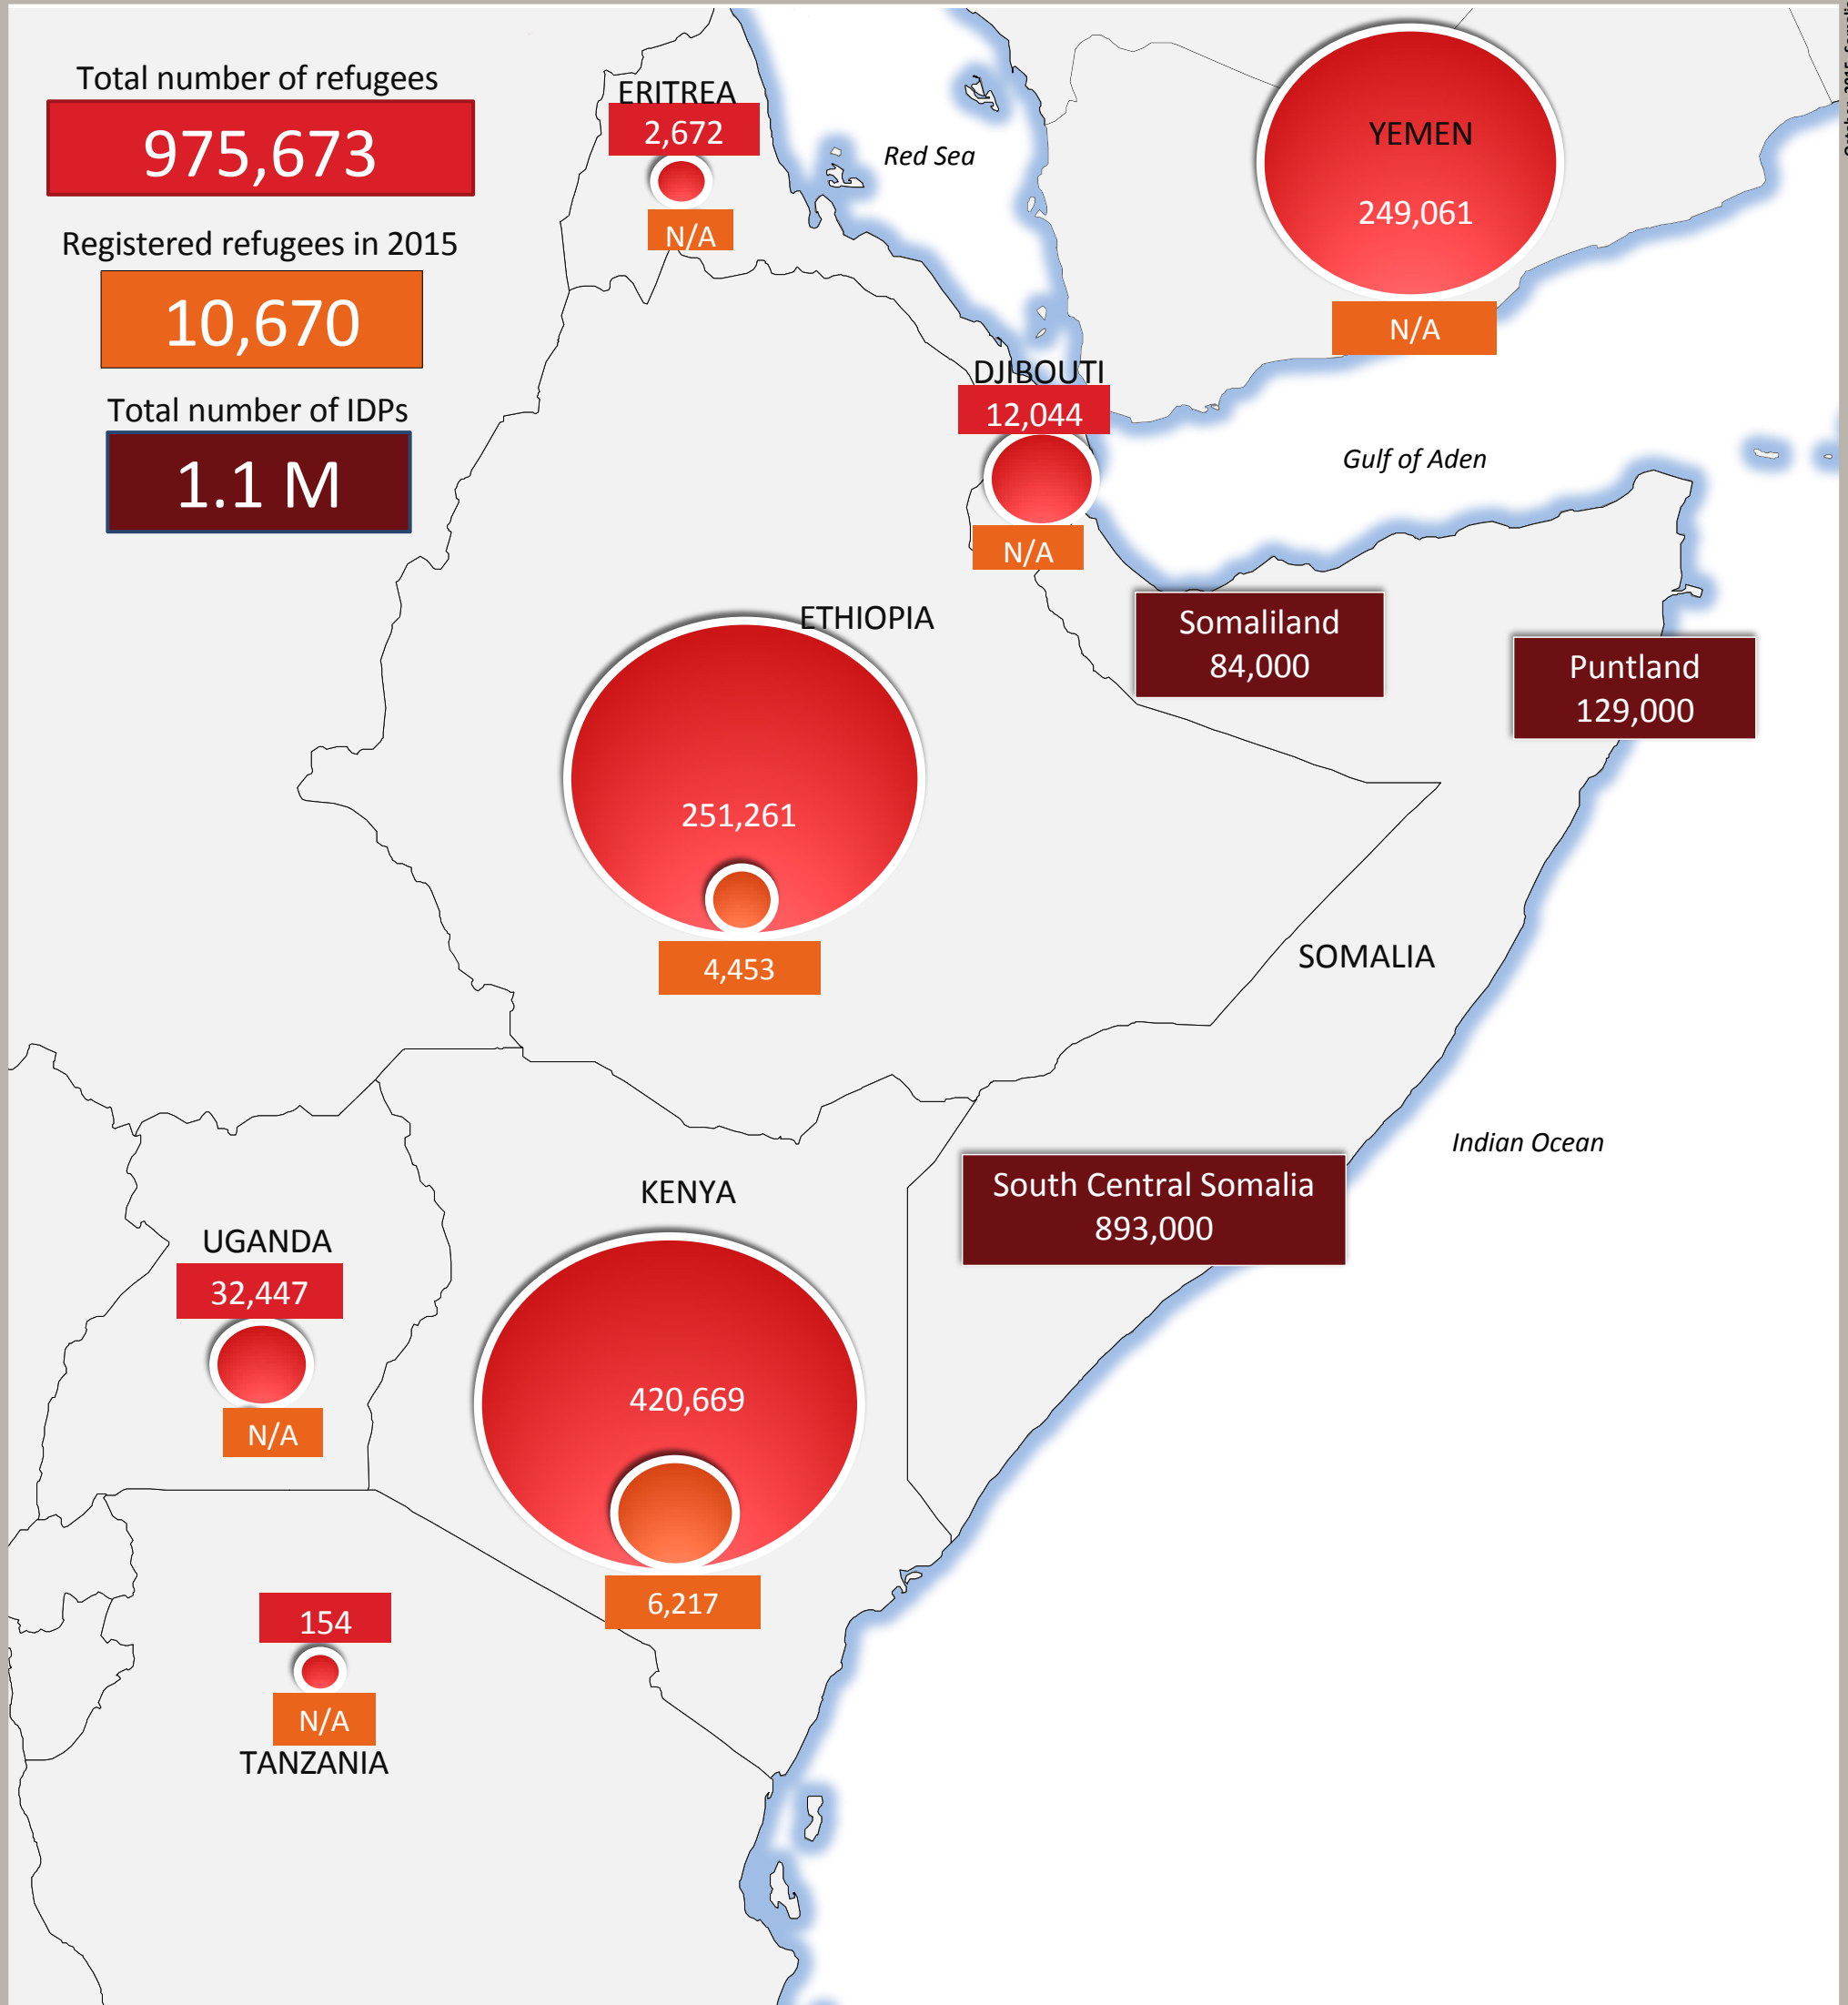 Total number of refugees
975,673
Registered refugees in 2015
10,670
Total number of IDPs
1.1 M
ERITREA
2,672
N/A
Red Sea
YEMEN
249,061
N/A
DJIBOUTI
12,044
N/A
Gulf of Aden
Somaliland
84,000
Puntland
129,000
ETHIOPIA
251,261
4,453
SOMALIA
Indian Ocean
South Central Somalia
893,000
KENYA
420,669
6,217
UGANDA
32,447
N/A
154
N/A
TANZANIA